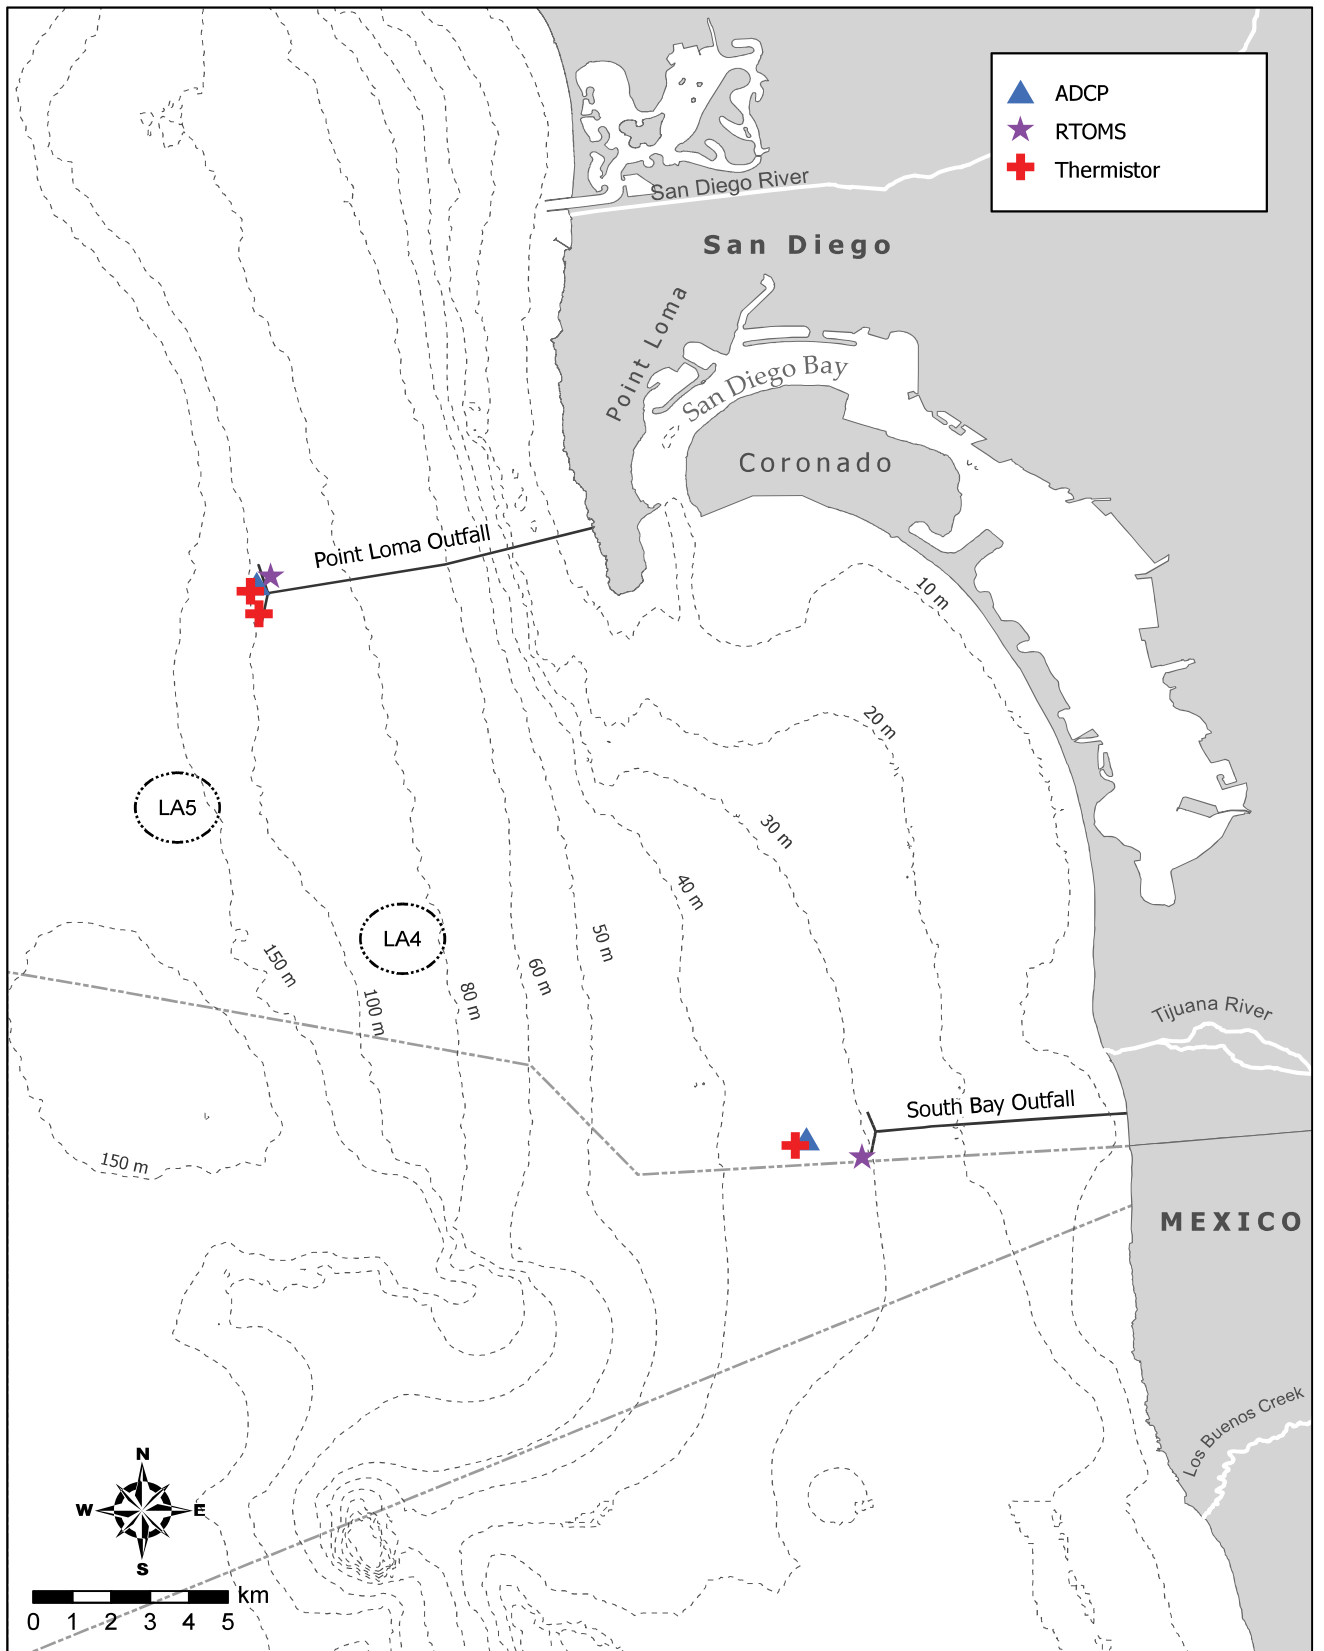 ADCP
RTOMS
Thermistor
San Diego River
San Diego
Point Loma
San Diego Bay
Coronado
Point Loma Outfall
10 m
20 m
LA5
30 m
40 m
LA4
50 m
150 m
60 m
80 m
100 m
Tijuana River
South Bay Outfall
150 m
MEXICO
Los Buenos Creek
N
W E
S
km
0 1 2 3 4 5